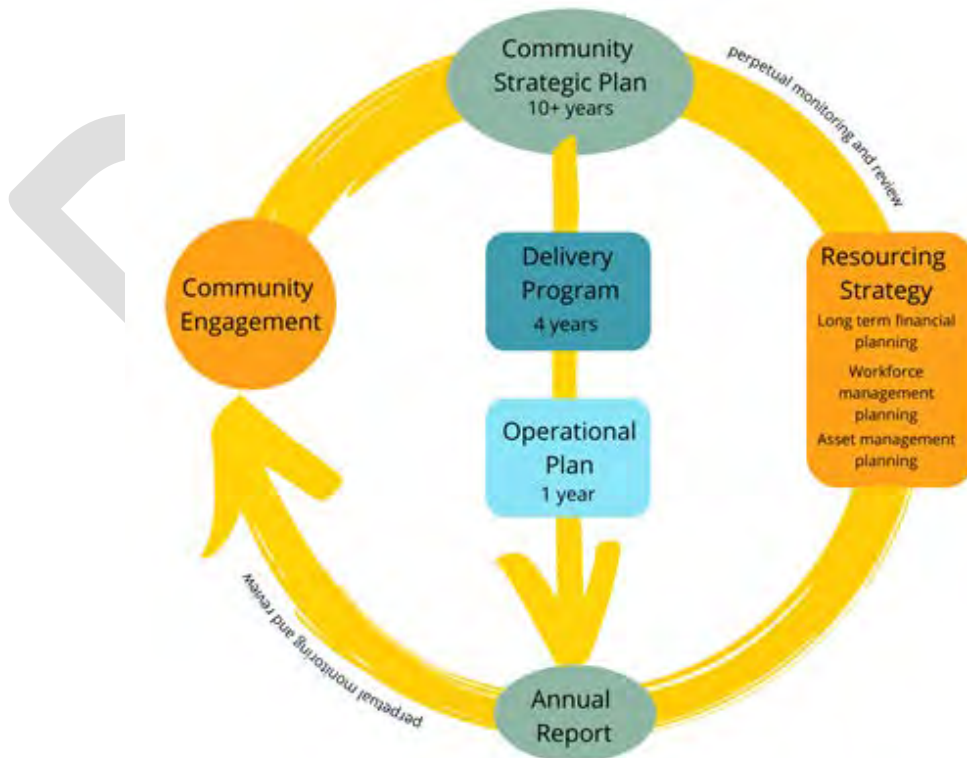 Community
Strategic Plan
10+ years
perpetual monitoring and review
Community
Engagement
Delivery
Program
4 years
Resourcing
Strategy
Long term financial
planning
Workforce
management
planning
Asset management
planning
Operational
Plan
1 year
perpetual monitoring and review
Annual
Report